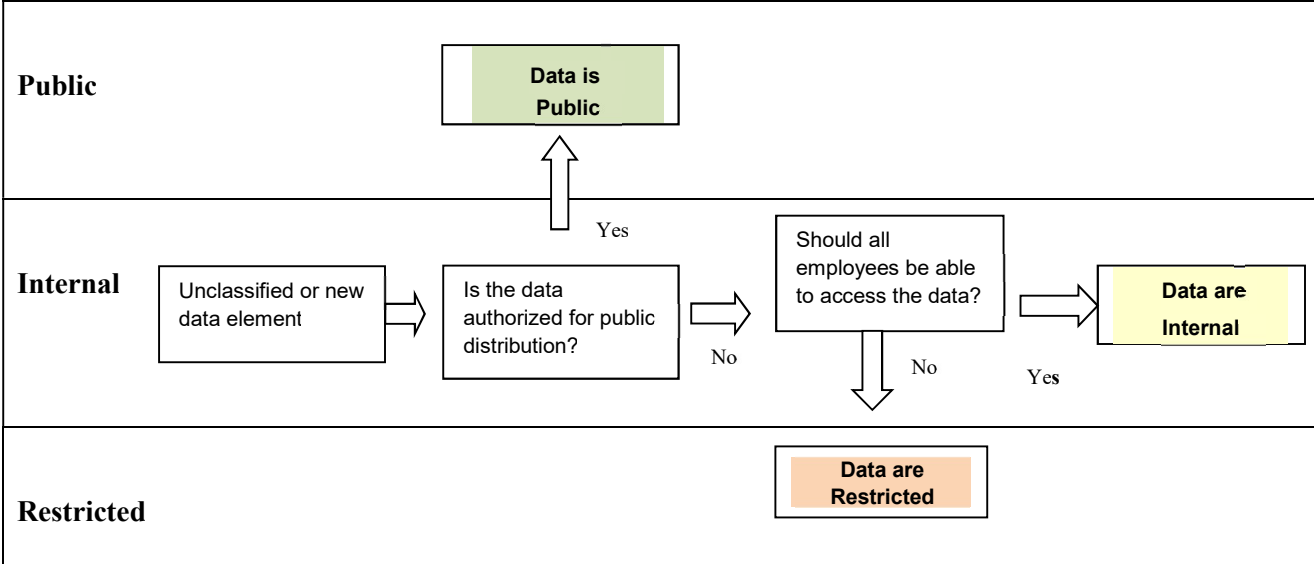 Public
Data is
Public
Yes
Internal
Unclassified or new
data element
Is the data
authorized for public
distribution?
No
Should all
employees be able
to access the data?
No
Yes
Data are
Internal
Restricted
Data are
Restricted